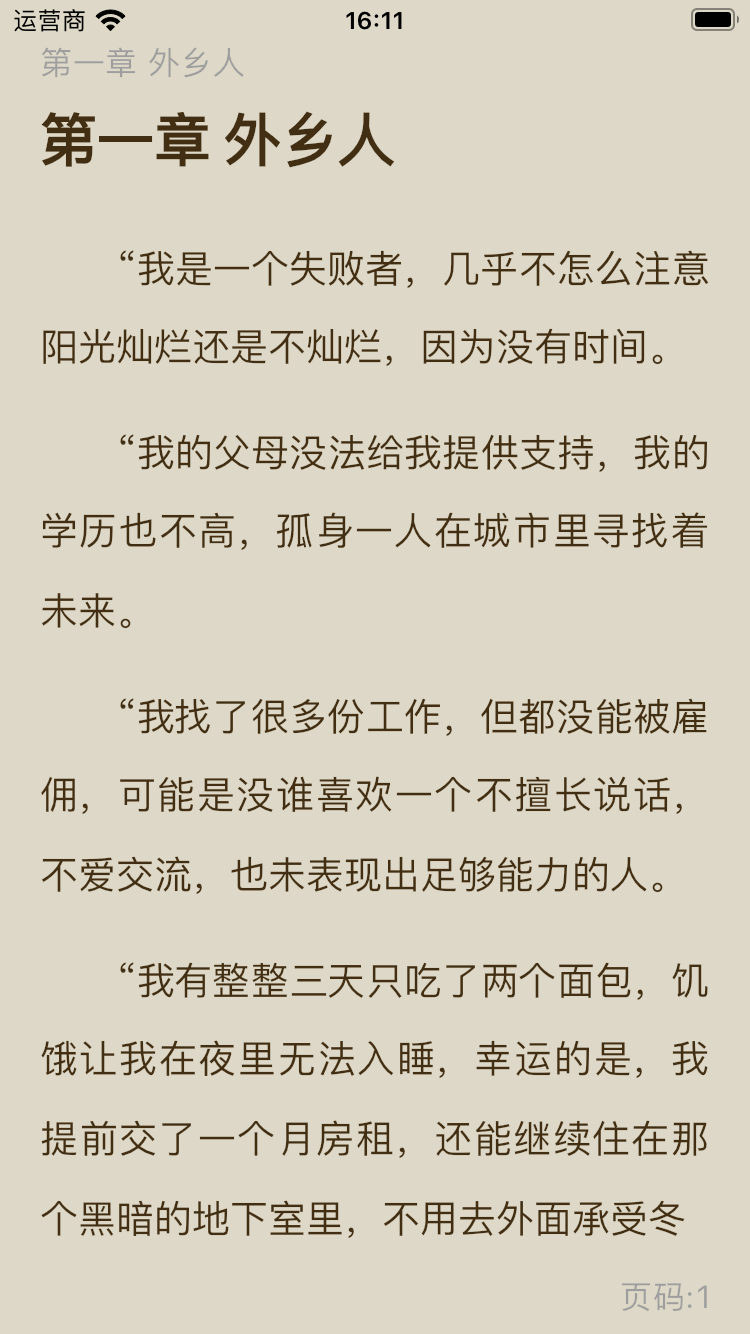 运营商 16:11
第一章 外乡人
第一章 外乡人
“我是一个失败者，几乎不怎么注意
阳光灿烂还是不灿烂，因为没有时间。
“我的父母没法给我提供支持，我的
学历也不高，孤身一人在城市里寻找着
未来。
“我找了很多份工作，但都没能被雇
佣，可能是没谁喜欢一个不擅长说话，
不爱交流，也未表现出足够能力的人。
“我有整整三天只吃了两个面包，饥
饿让我在夜里无法入睡，幸运的是，我
提前交了一个月房租，还能继续住在那
个黑暗的地下室里，不用去外面承受冬
页码:1